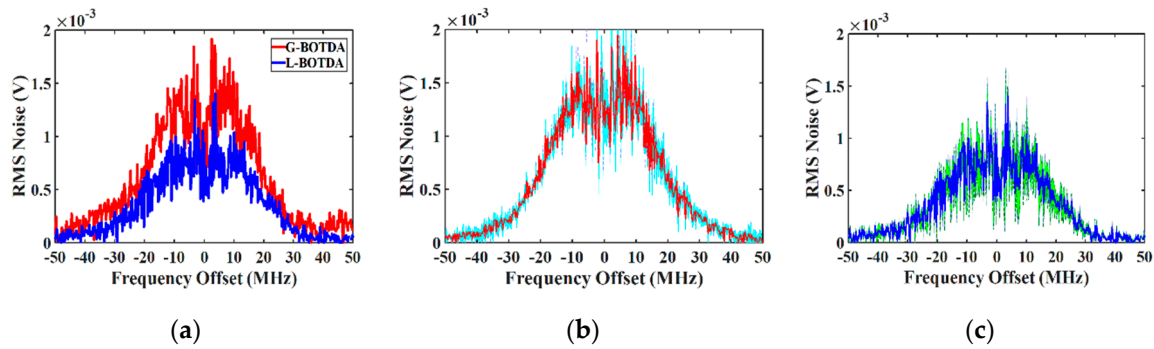 ×10⁻³
2
1.5
1
0.5
0
RMS Noise (V)
G-BOTDA
L-BOTDA
-50 -40 -30 -20 -10 0 10 20 30 40 50
Frequency Offset (MHz)
(a)
×10⁻³
2
1.5
1
0.5
0
RMS Noise (V)
-50 -40 -30 -20 -10 0 10 20 30 40 50
Frequency Offset (MHz)
(b)
×10⁻³
2
1.5
1
0.5
0
RMS Noise (V)
-50 -40 -30 -20 -10 0 10 20 30 40 50
Frequency Offset (MHz)
(c)